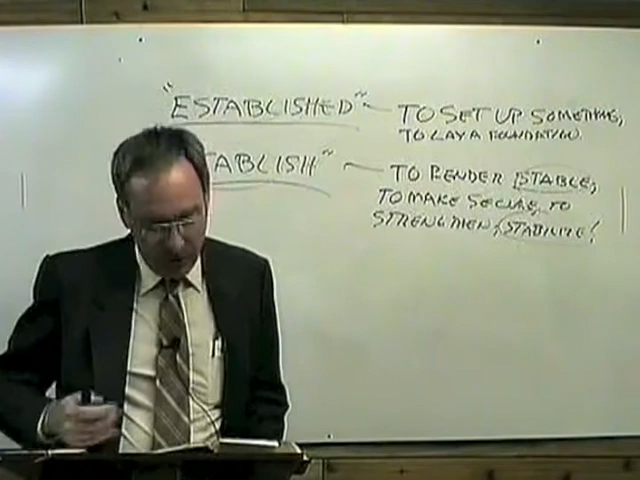 "ESTABLISHED" - TO SET UP SOMETHING,
TO LAY A FOUNDATION.
TABLISH" - TO RENDER STABLE,
TO MAKE SECURE, TO
STRENGTHEN, STABILIZE!